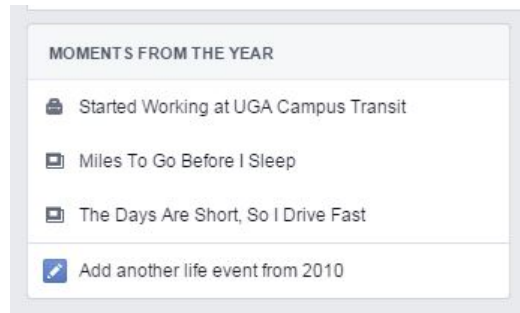 MOMENTS FROM THE YEAR
Started Working at UGA Campus Transit
Miles To Go Before I Sleep
The Days Are Short, So I Drive Fast
Add another life event from 2010